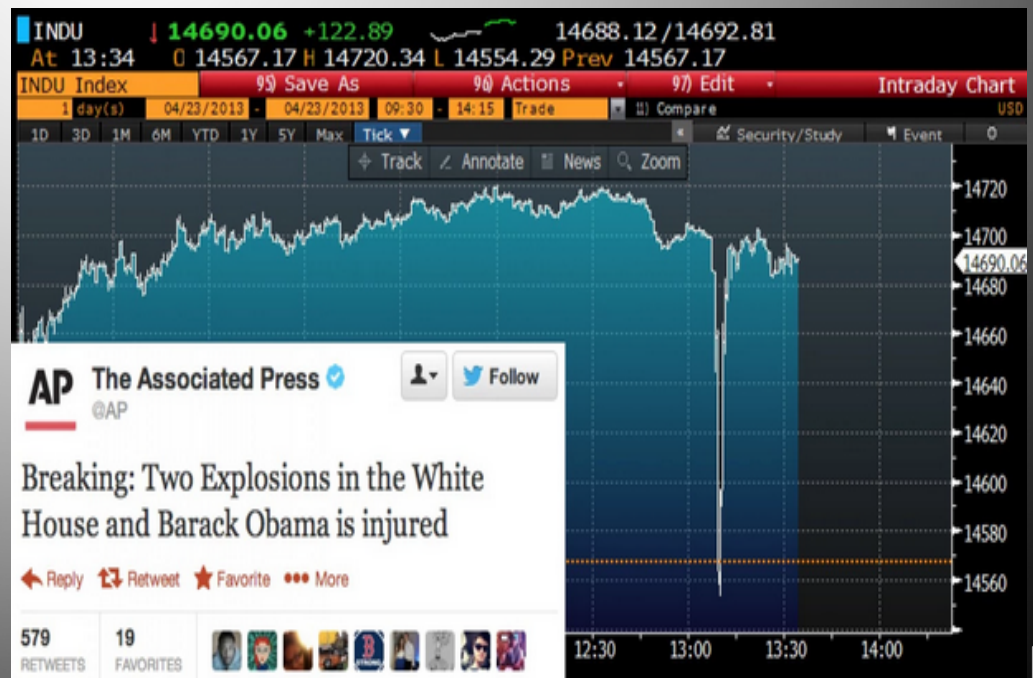 INDU ↓ 14690.06 +122.89 14688.12/14692.81
At 13:34 O 14567.17 H 14720.34 L 14554.29 Prev 14567.17
INDU Index 95) Save As 96) Actions 97) Edit Intraday Chart
1 day(s) 04/23/2013 - 04/23/2013 09:30 - 14:15 Trade 11) Compare USD
1D 3D 1M 6M YTD 1Y 5Y Max Tick ▼ « Security/Study Event
Track Annotate News Zoom
14720
14700
14690.06
14680
14660
14640
14620
14600
14580
14560
12:30 13:00 13:30 14:00
AP The Associated Press
@AP
Follow
Breaking: Two Explosions in the White
House and Barack Obama is injured
Reply Retweet Favorite ••• More
579 19
RETWEETS FAVORITES
B
STRONG